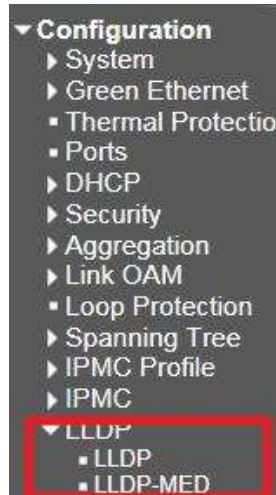 Configuration
System
Green Ethernet
Thermal Protectio
Ports
DHCP
Security
Aggregation
Link OAM
Loop Protection
Spanning Tree
IPMC Profile
IPMC
LLDP
LLDP
LLDP-MED